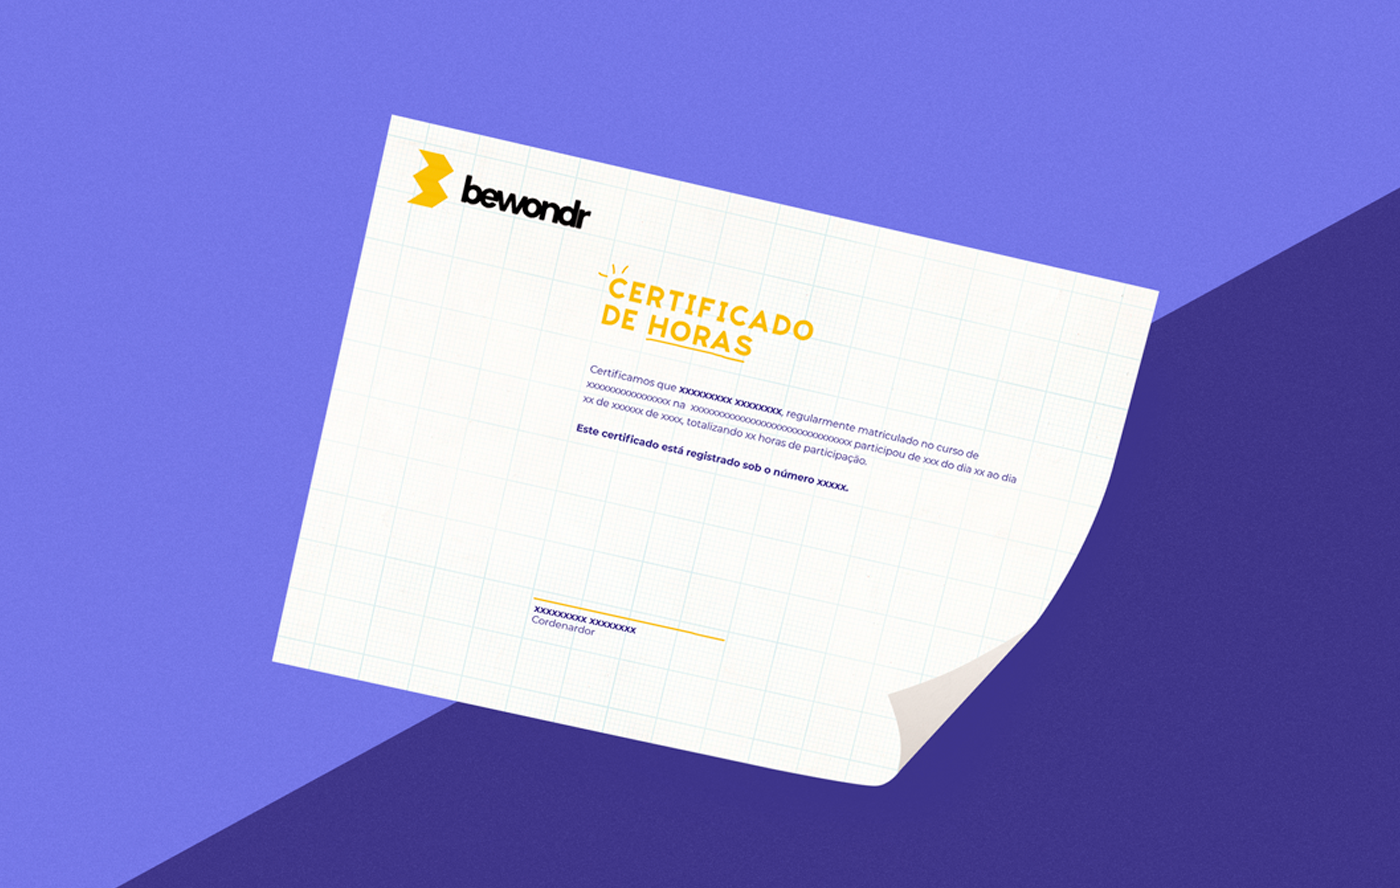 bewondr
CERTIFICADO
DE HORAS
Certificamos que xxxxxxxxx xxxxxxxx, regularmente matriculado no curso de
xxxxxxxxxxxxxxxx na xxxxxxxxxxxxxxxxxxxxxxxxxxxxxxx participou de xxx do dia xx ao dia
xx de xxxxxx de xxxx, totalizando xx horas de participação.
Este certificado está registrado sob o número xxxxx.
xxxxxxxxx xxxxxxxx
Cordenardor